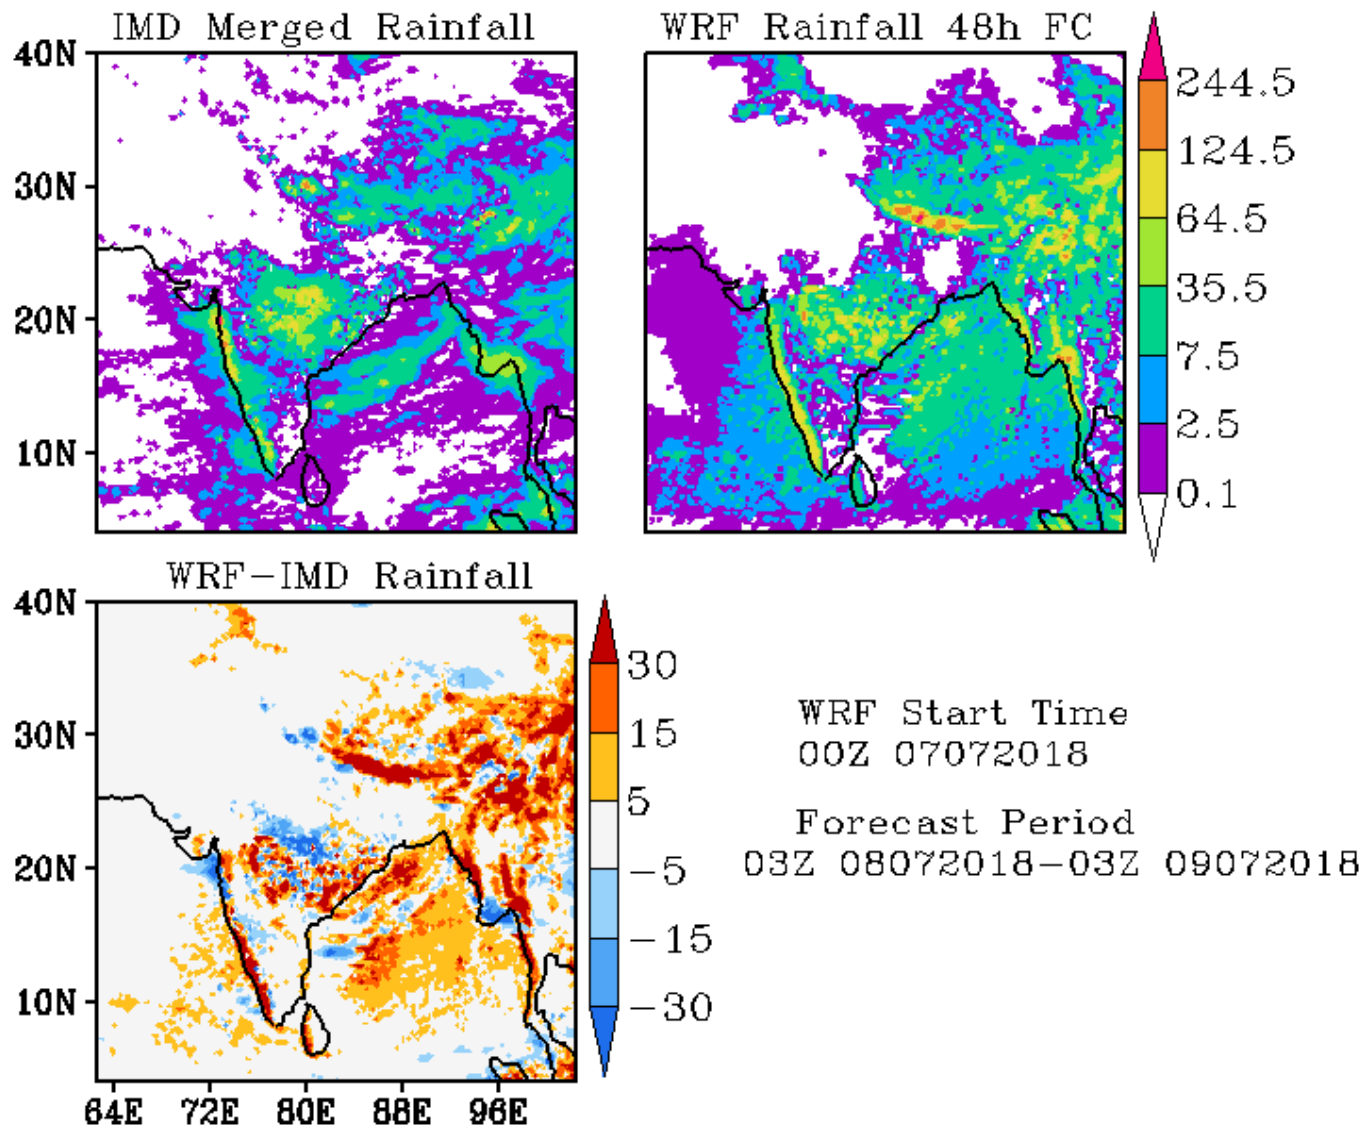 IMD Merged Rainfall
WRF Rainfall 48h FC
40N
30N
20N
10N
244.5
124.5
64.5
35.5
7.5
2.5
0.1
WRF-IMD Rainfall
40N
30N
20N
10N
64E 72E 80E 88E 96E
30
15
5
-5
-15
-30
WRF Start Time
00Z 07072018
Forecast Period
03Z 08072018-03Z 09072018